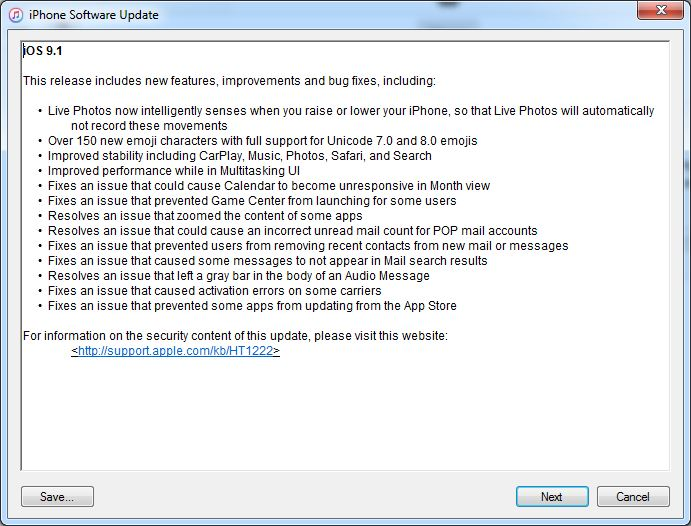 iPhone Software Update
iOS 9.1
This release includes new features, improvements and bug fixes, including:
• Live Photos now intelligently senses when you raise or lower your iPhone, so that Live Photos will automatically
not record these movements
• Over 150 new emoji characters with full support for Unicode 7.0 and 8.0 emojis
• Improved stability including CarPlay, Music, Photos, Safari, and Search
• Improved performance while in Multitasking UI
• Fixes an issue that could cause Calendar to become unresponsive in Month view
• Fixes an issue that prevented Game Center from launching for some users
• Resolves an issue that zoomed the content of some apps
• Resolves an issue that could cause an incorrect unread mail count for POP mail accounts
• Fixes an issue that prevented users from removing recent contacts from new mail or messages
• Fixes an issue that caused some messages to not appear in Mail search results
• Resolves an issue that left a gray bar in the body of an Audio Message
• Fixes an issue that caused activation errors on some carriers
• Fixes an issue that prevented some apps from updating from the App Store
For information on the security content of this update, please visit this website:
<http://support.apple.com/kb/HT1222>
Save... Next Cancel